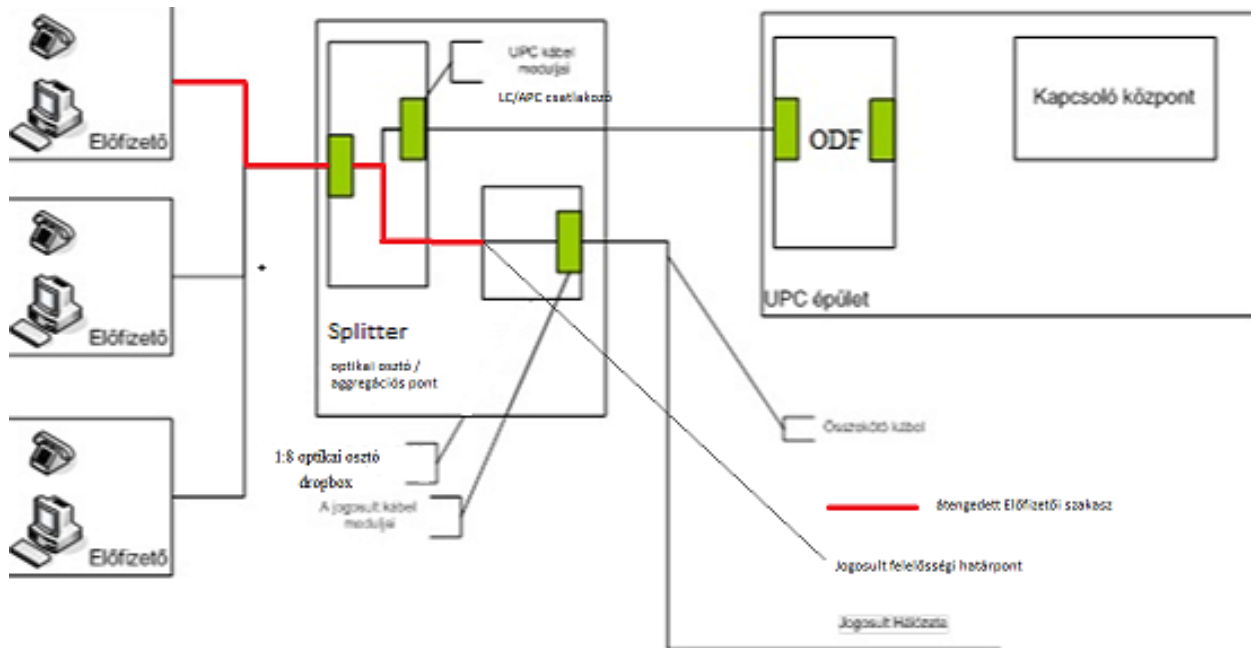 Előfizető
Előfizető
Előfizető
UPC kábel
moduljai
LC/APC csatlakozó
Splitter
optikai osztó /
aggregációs pont
1:8 optikai osztó
dropbox
A jogosult kábel
moduljai
ODF
Kapcsoló központ
UPC épület
Összekötő kábel
átengedett Előfizetői szakasz
Jogosult felelősségi határpont
Jogosult Hálózata